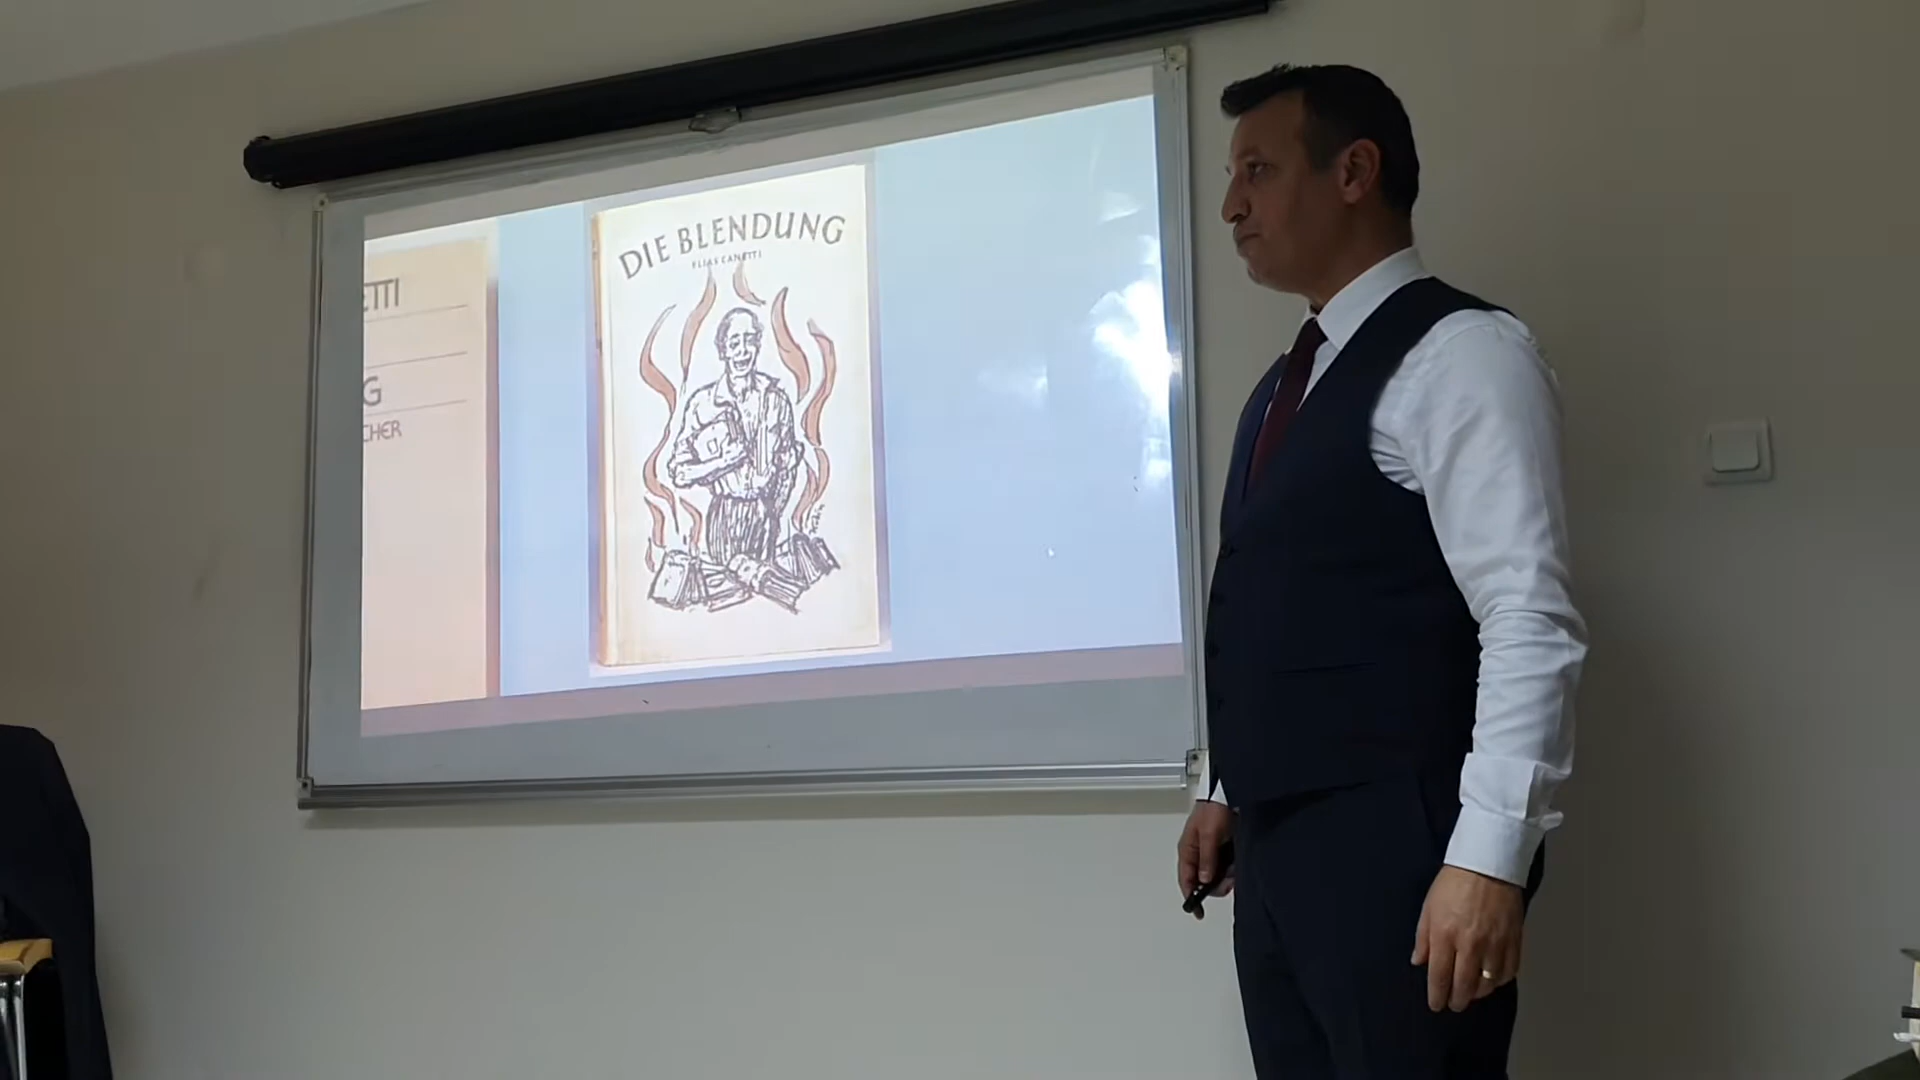 ETTI
G
CHER
DIE BLENDUNG
ELIAS CANETTI